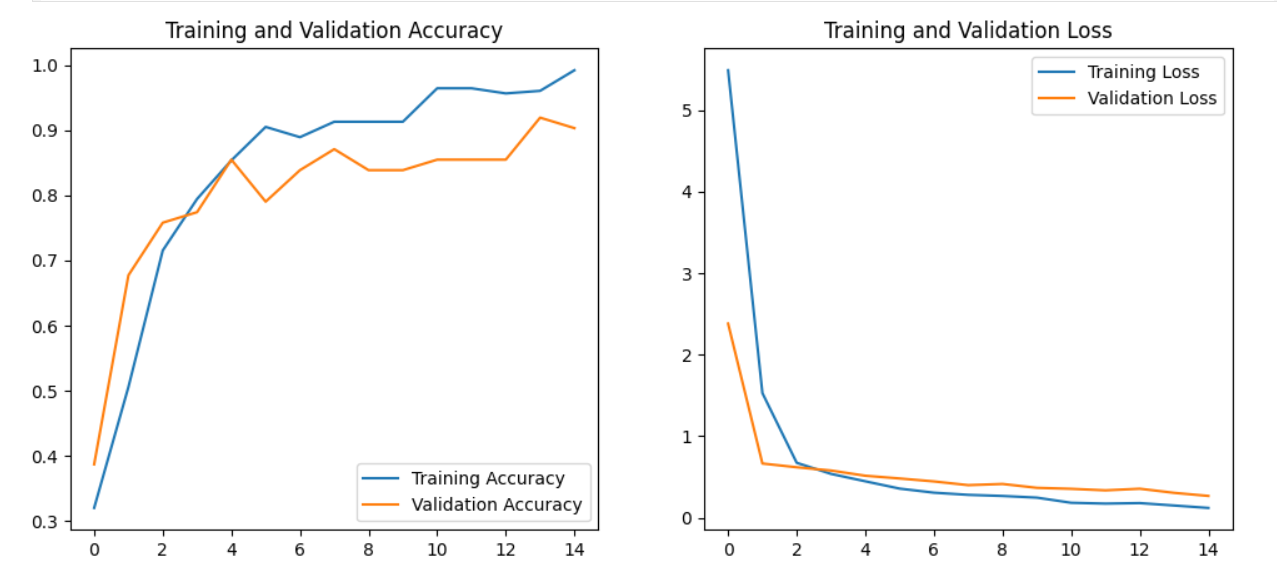 Training and Validation Accuracy
1.0
0.9
0.8
0.7
0.6
0.5
0.4
0.3
Training Accuracy
Validation Accuracy
0 2 4 6 8 10 12 14
Training and Validation Loss
Training Loss
Validation Loss
5
4
3
2
1
0
0 2 4 6 8 10 12 14